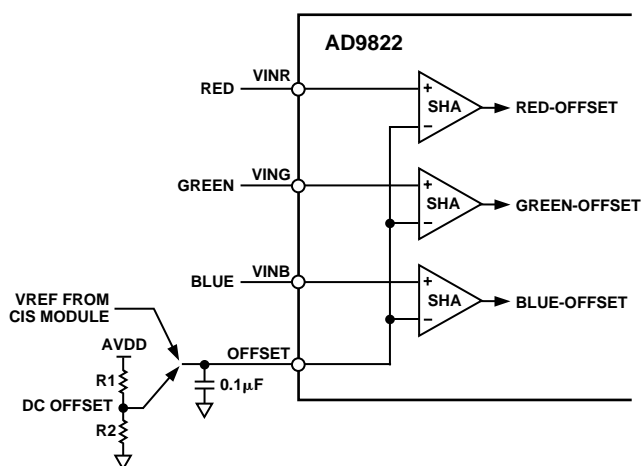 AD9822
VINR
RED
+
SHA
−
RED-OFFSET
VING
GREEN
+
SHA
−
GREEN-OFFSET
VINB
BLUE
+
SHA
−
BLUE-OFFSET
VREF FROM
CIS MODULE
AVDD
OFFSET
R1
0.1μF
DC OFFSET
R2